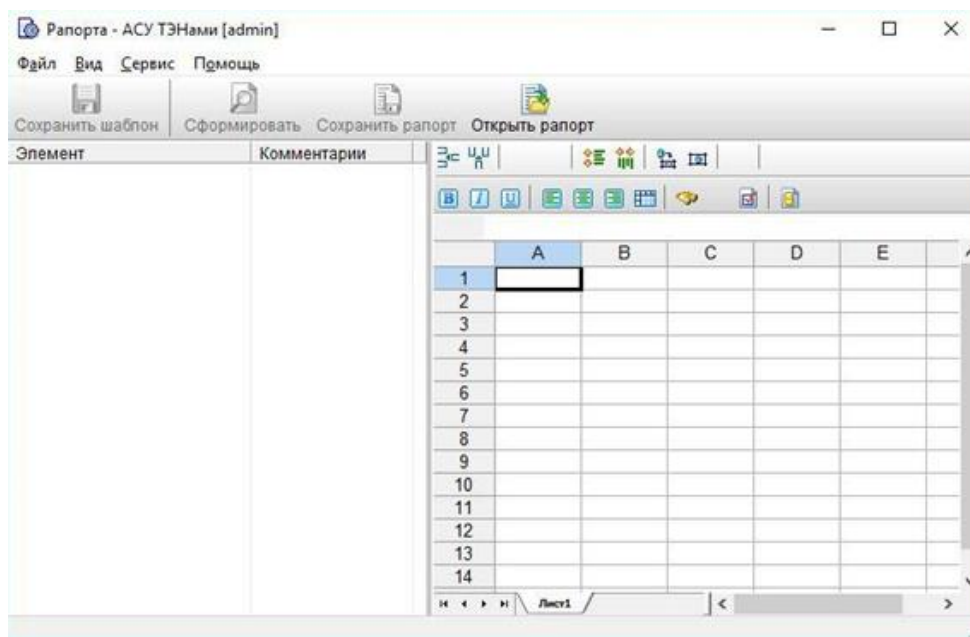 Рапорта - АСУ ТЭНами [admin]
Файл Вид Сервис Помощь
Сохранить шаблон Сформировать Сохранить рапорт Открыть рапорт
Элемент Комментарии
B I U
A B C D E
1
2
3
4
5
6
7
8
9
10
11
12
13
14
Лист1